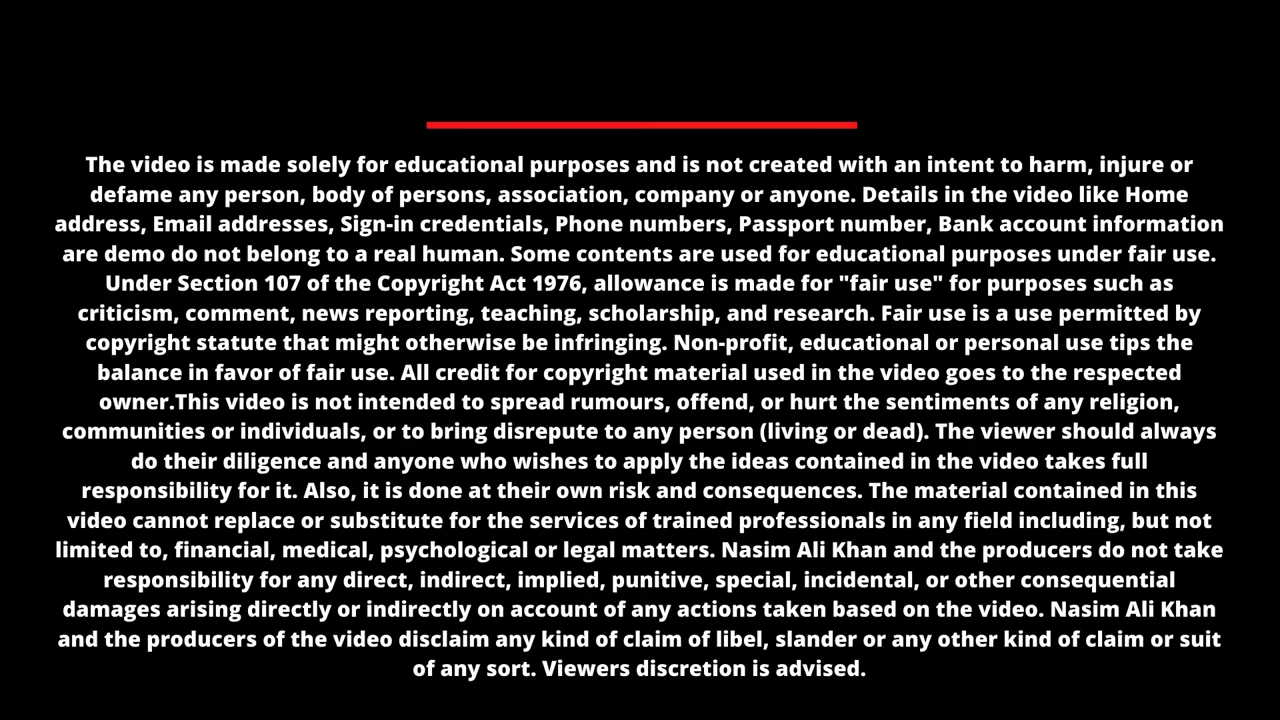 The video is made solely for educational purposes and is not created with an intent to harm, injure or
defame any person, body of persons, association, company or anyone. Details in the video like Home
address, Email addresses, Sign-in credentials, Phone numbers, Passport number, Bank account information
are demo do not belong to a real human. Some contents are used for educational purposes under fair use.
Under Section 107 of the Copyright Act 1976, allowance is made for "fair use" for purposes such as
criticism, comment, news reporting, teaching, scholarship, and research. Fair use is a use permitted by
copyright statute that might otherwise be infringing. Non-profit, educational or personal use tips the
balance in favor of fair use. All credit for copyright material used in the video goes to the respected
owner.This video is not intended to spread rumours, offend, or hurt the sentiments of any religion,
communities or individuals, or to bring disrepute to any person (living or dead). The viewer should always
do their diligence and anyone who wishes to apply the ideas contained in the video takes full
responsibility for it. Also, it is done at their own risk and consequences. The material contained in this
video cannot replace or substitute for the services of trained professionals in any field including, but not
limited to, financial, medical, psychological or legal matters. Nasim Ali Khan and the producers do not take
responsibility for any direct, indirect, implied, punitive, special, incidental, or other consequential
damages arising directly or indirectly on account of any actions taken based on the video. Nasim Ali Khan
and the producers of the video disclaim any kind of claim of libel, slander or any other kind of claim or suit
of any sort. Viewers discretion is advised.